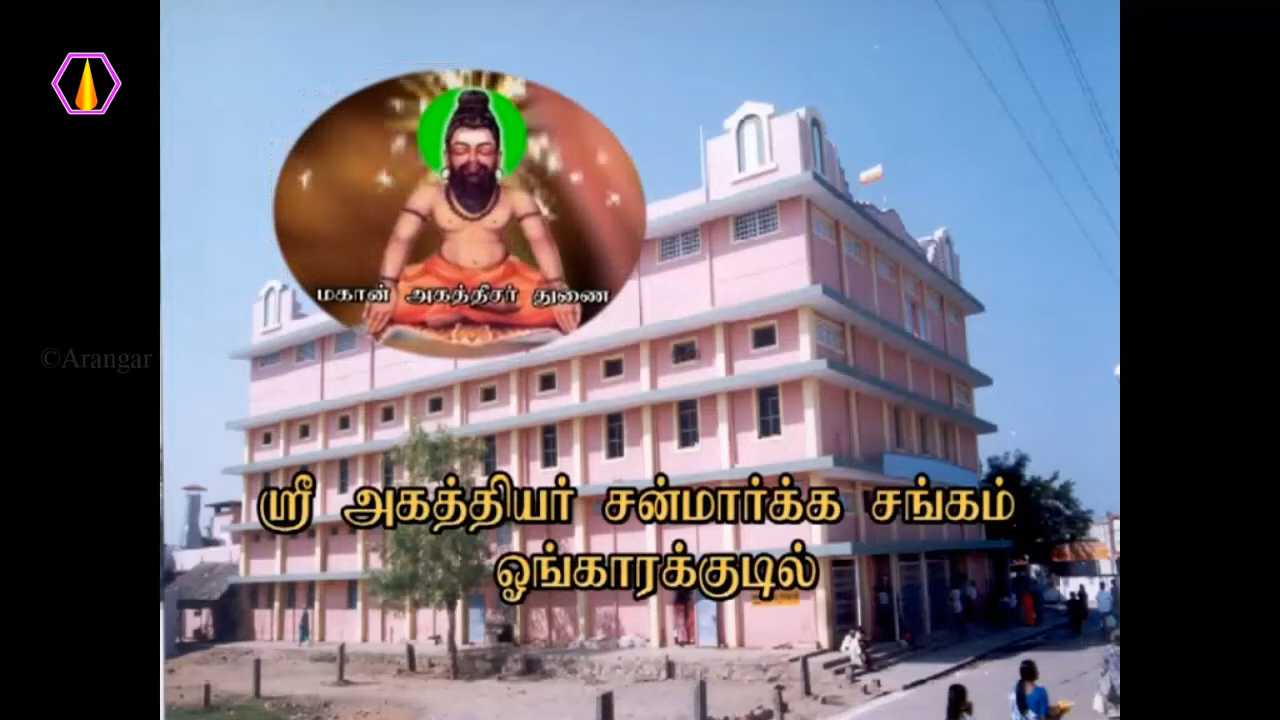 மகான் அகத்தீசர் துணை
©Arangar
ஸ்ரீ அகத்தியர் சன்மார்க்க சங்கம்
ஓங்காரக்குடில்